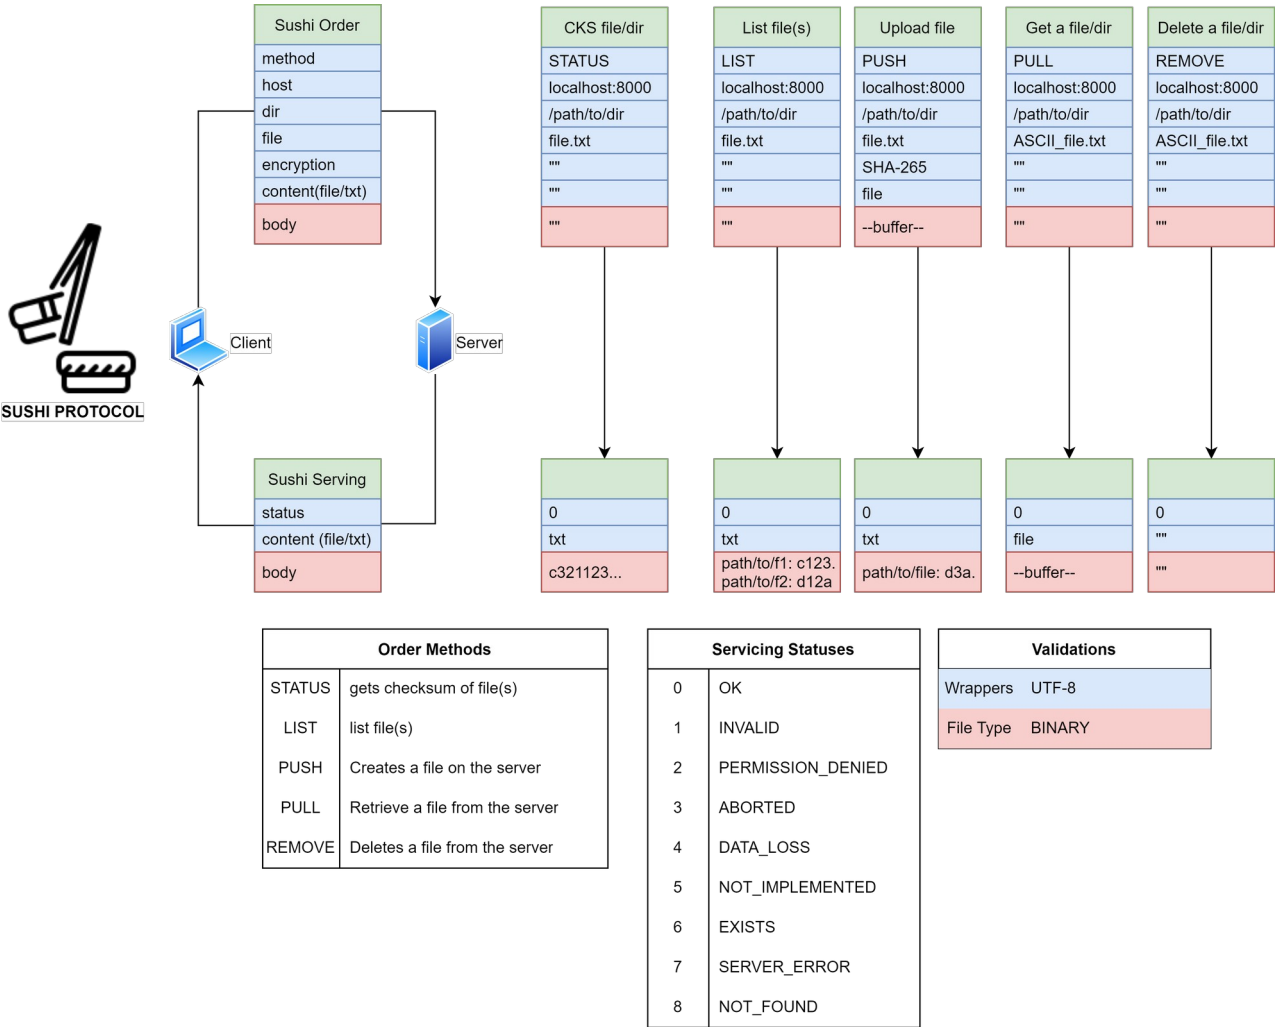 Sushi Order
method
host
dir
file
encryption
content(file/txt)
body
CKS file/dir
STATUS
localhost:8000
/path/to/dir
file.txt
""
""
""
List file(s)
LIST
localhost:8000
/path/to/dir
file.txt
""
""
""
Upload file
PUSH
localhost:8000
/path/to/dir
file.txt
SHA-265
file
--buffer--
Get a file/dir
PULL
localhost:8000
/path/to/dir
ASCII_file.txt
""
""
""
Delete a file/dir
REMOVE
localhost:8000
/path/to/dir
ASCII_file.txt
""
""
""
Client
Server
SUSHI PROTOCOL
Sushi Serving
status
content (file/txt)
body
0
txt
c321123...
0
txt
path/to/f1: c123.
path/to/f2: d12a
0
txt
path/to/file: d3a.
0
file
--buffer--
0
""
""
Order Methods
STATUS gets checksum of file(s)
LIST list file(s)
PUSH Creates a file on the server
PULL Retrieve a file from the server
REMOVE Deletes a file from the server
Servicing Statuses
0 OK
1 INVALID
2 PERMISSION_DENIED
3 ABORTED
4 DATA_LOSS
5 NOT_IMPLEMENTED
6 EXISTS
7 SERVER_ERROR
8 NOT_FOUND
Validations
Wrappers UTF-8
File Type BINARY